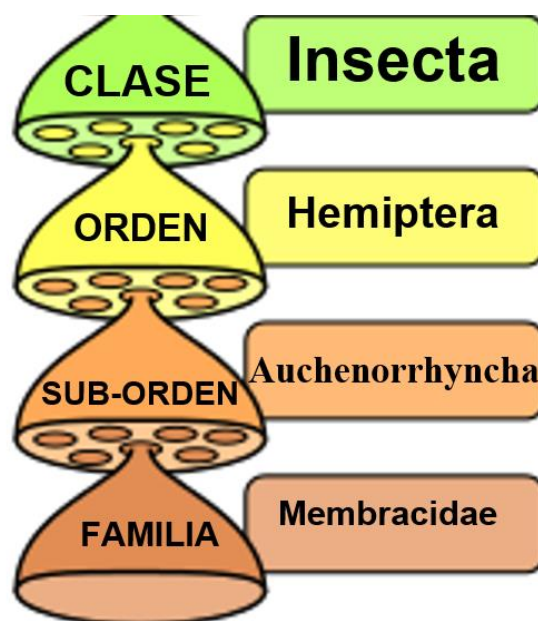 CLASE
Insecta
ORDEN
Hemiptera
SUB-ORDEN
Auchenorrhyncha
FAMILIA
Membracidae